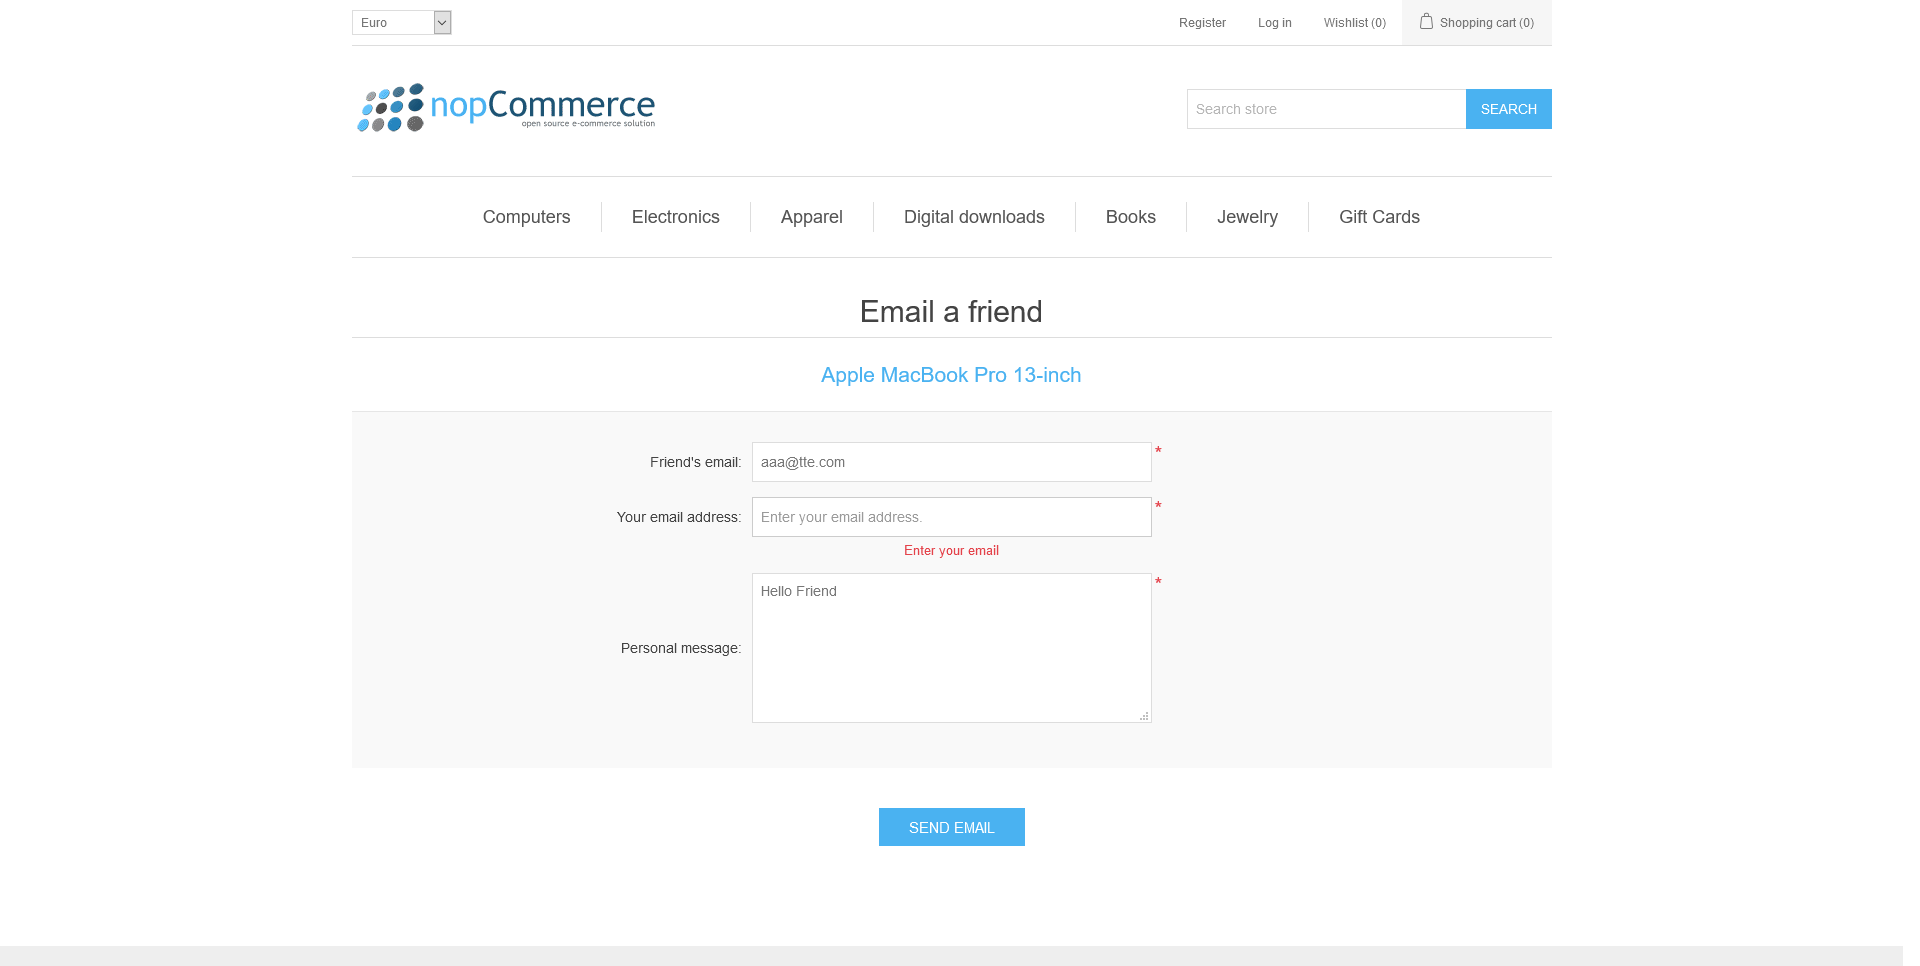 Euro
Register Log in Wishlist (0) Shopping cart (0)
nopCommerce
open source e-commerce solution
Search store SEARCH
Computers Electronics Apparel Digital downloads Books Jewelry Gift Cards
Email a friend
Apple MacBook Pro 13-inch
Friend's email: aaa@tte.com *
Your email address: Enter your email address. *
Enter your email
Hello Friend *
Personal message:
SEND EMAIL